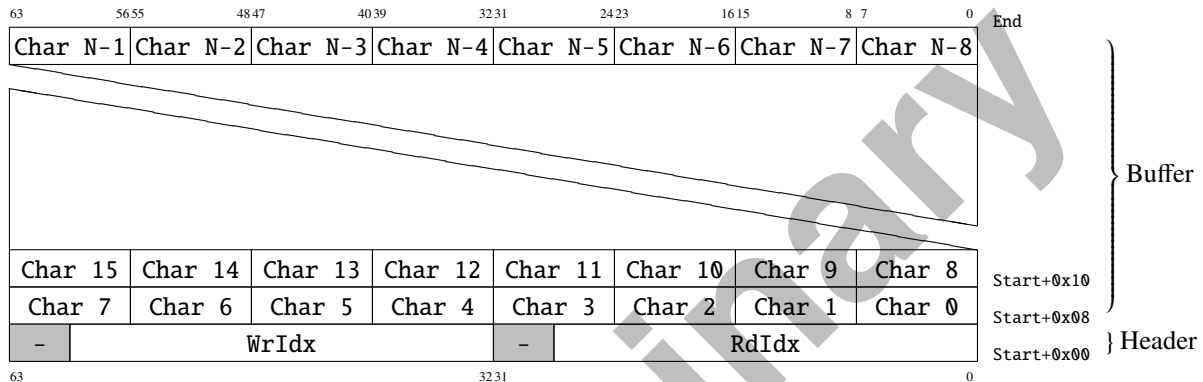 63 56 55 48 47 40 39 32 31 24 23 16 15 8 7 0
End
Char N-1 Char N-2 Char N-3 Char N-4 Char N-5 Char N-6 Char N-7 Char N-8
Buffer
Char 15 Char 14 Char 13 Char 12 Char 11 Char 10 Char 9 Char 8
Start+0x10
Char 7 Char 6 Char 5 Char 4 Char 3 Char 2 Char 1 Char 0
Start+0x08
- WrIdx - RdIdx
Start+0x00
Header
63 32 31 0
inary